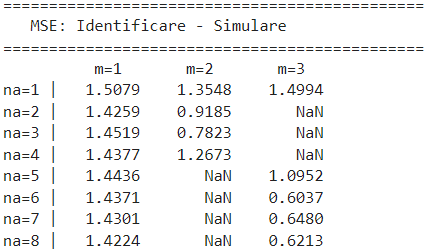 ==============================================
   MSE: Identificare - Simulare
==============================================
          m=1       m=2       m=3
na=1 |   1.5079    1.3548    1.4994
na=2 |   1.4259    0.9185       NaN
na=3 |   1.4519    0.7823       NaN
na=4 |   1.4377    1.2673       NaN
na=5 |   1.4436       NaN    1.0952
na=6 |   1.4371       NaN    0.6037
na=7 |   1.4301       NaN    0.6480
na=8 |   1.4224       NaN    0.6213